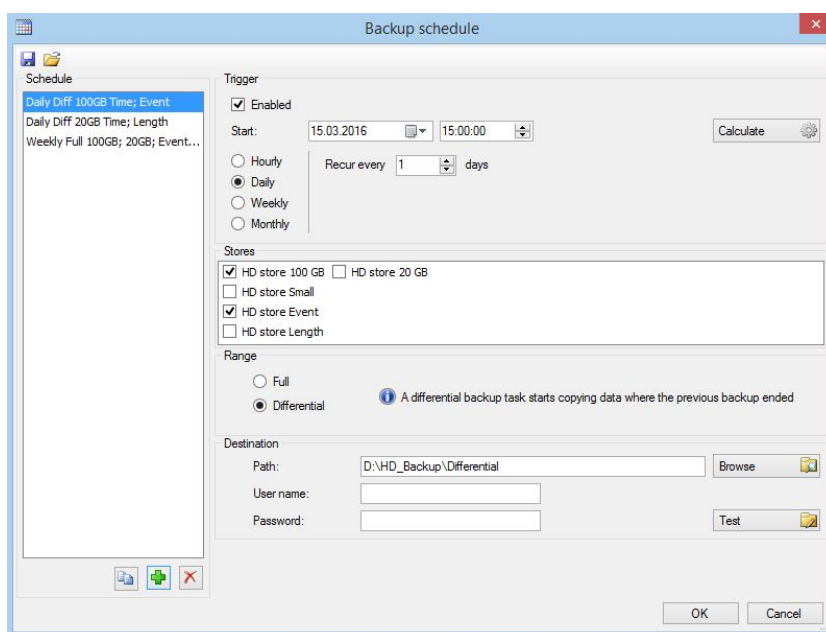 Backup schedule
Schedule
Daily Diff 100GB Time; Event
Daily Diff 20GB Time; Length
Weekly Full 100GB; 20GB; Event...
Trigger
Enabled
Start: 15.03.2016 15:00:00 Calculate
Hourly Recur every 1 days
Daily
Weekly
Monthly
Stores
HD store 100 GB HD store 20 GB
HD store Small
HD store Event
HD store Length
Range
Full
Differential A differential backup task starts copying data where the previous backup ended
Destination
Path: D:\HD_Backup\Differential Browse
User name:
Password: Test
OK Cancel